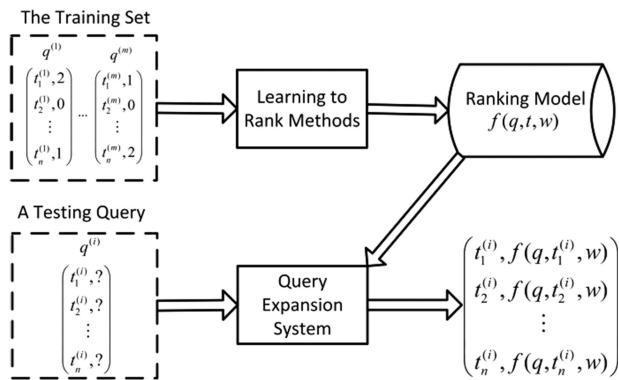 The Training Set
q^(1) q^(m)
(t_1^(1), 2) (t_1^(m), 1)
(t_2^(1), 0) ... (t_2^(m), 0)
⋮ ⋮
(t_n^(1), 1) (t_n^(m), 2)
Learning to
Rank Methods
Ranking Model
f(q,t,w)
A Testing Query
q^(i)
(t_1^(i), ?)
(t_2^(i), ?)
⋮
(t_n^(i), ?)
Query
Expansion
System
(t_1^(i), f(q,t_1^(i),w))
(t_2^(i), f(q,t_2^(i),w))
⋮
(t_n^(i), f(q,t_n^(i),w))